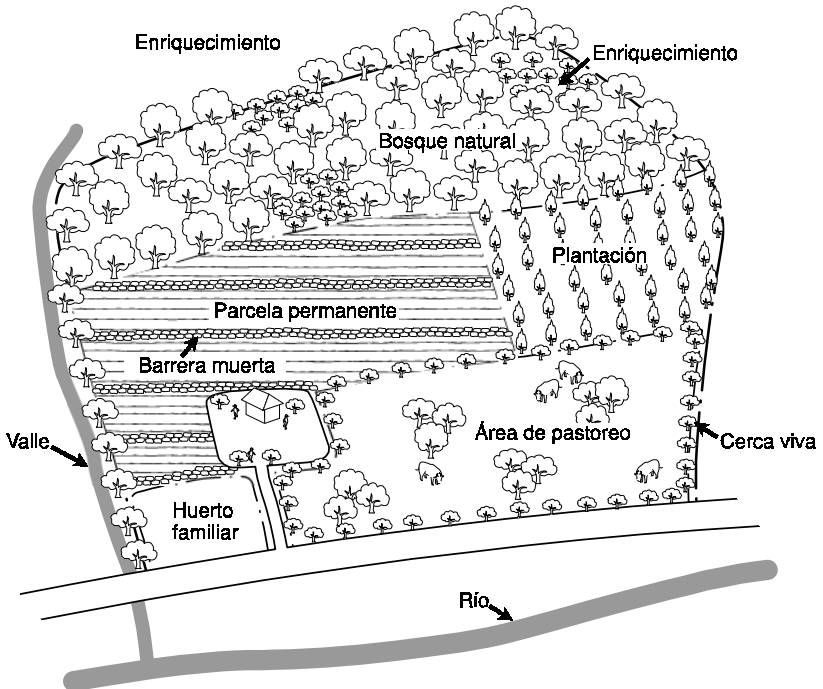 Enriquecimiento
Enriquecimiento
Bosque natural
Plantación
Parcela permanente
Barrera muerta
Valle
Área de pastoreo
Cerca viva
Huerto
familiar
Río